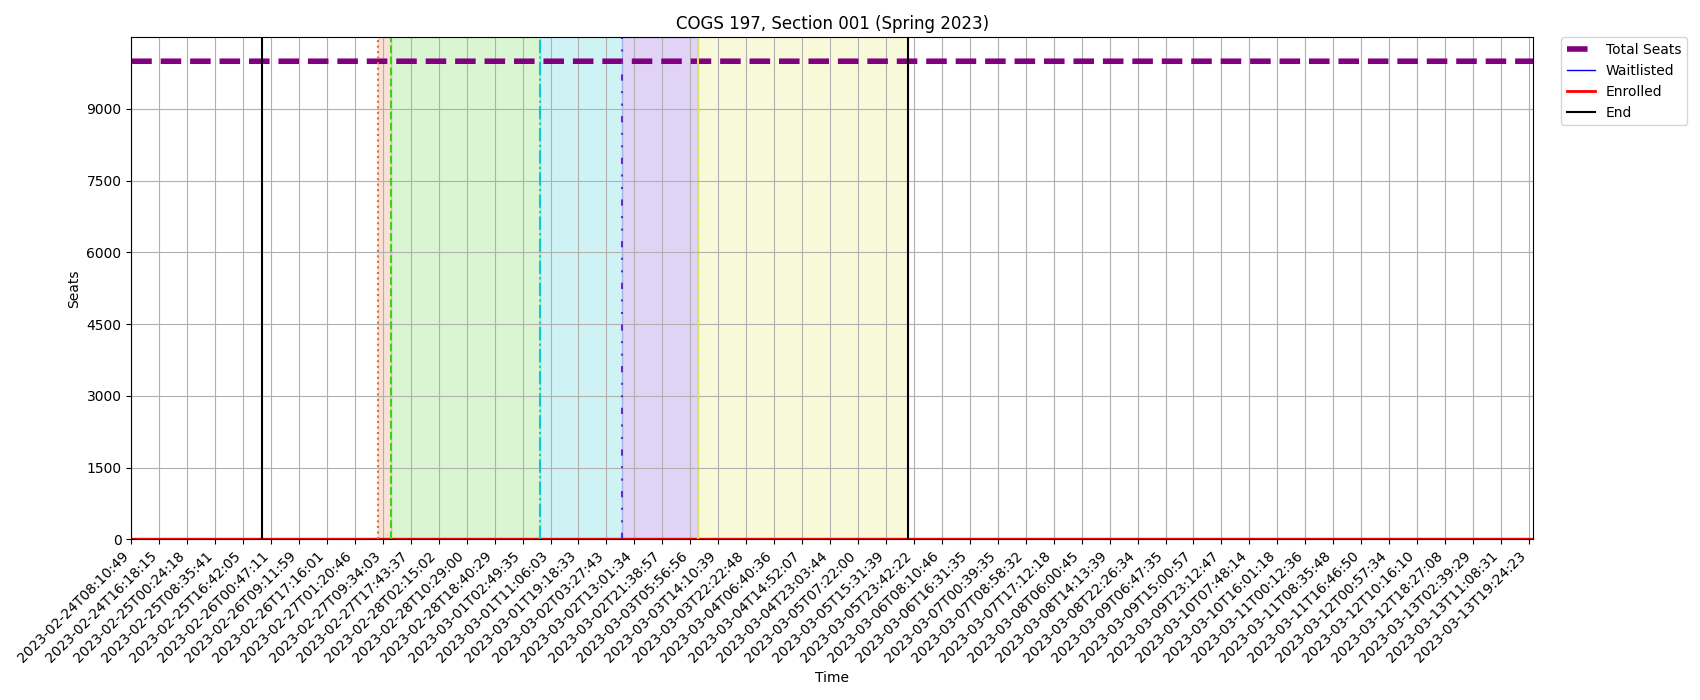 COGS 197, Section 001 (Spring 2023)
Total Seats
Waitlisted
Enrolled
End
Seats
9000
7500
6000
4500
3000
1500
0
2023-02-24T08:10:49
2023-02-24T16:18:15
2023-02-25T00:24:18
2023-02-25T08:35:41
2023-02-25T16:42:05
2023-02-26T00:47:11
2023-02-26T09:11:59
2023-02-26T17:16:01
2023-02-27T01:20:46
2023-02-27T09:34:03
2023-02-27T17:43:37
2023-02-28T02:15:02
2023-02-28T10:29:00
2023-02-28T18:40:29
2023-03-01T02:49:35
2023-03-01T11:06:03
2023-03-01T19:18:33
2023-03-02T03:27:43
2023-03-02T13:01:34
2023-03-02T21:38:57
2023-03-03T05:56:56
2023-03-03T14:10:39
2023-03-03T22:22:48
2023-03-04T06:40:36
2023-03-04T14:52:07
2023-03-04T23:03:44
2023-03-05T07:22:00
2023-03-05T15:31:39
2023-03-05T23:42:22
2023-03-06T08:10:46
2023-03-06T16:31:35
2023-03-07T00:39:35
2023-03-07T08:58:32
2023-03-07T17:12:18
2023-03-08T06:00:45
2023-03-08T14:13:39
2023-03-08T22:26:34
2023-03-09T06:47:35
2023-03-09T15:00:57
2023-03-09T23:12:47
2023-03-10T07:48:14
2023-03-10T16:01:18
2023-03-11T00:12:36
2023-03-11T08:35:48
2023-03-11T16:46:50
2023-03-12T00:57:34
2023-03-12T10:16:10
2023-03-12T18:27:08
2023-03-13T02:39:29
2023-03-13T11:08:31
2023-03-13T19:24:23
Time